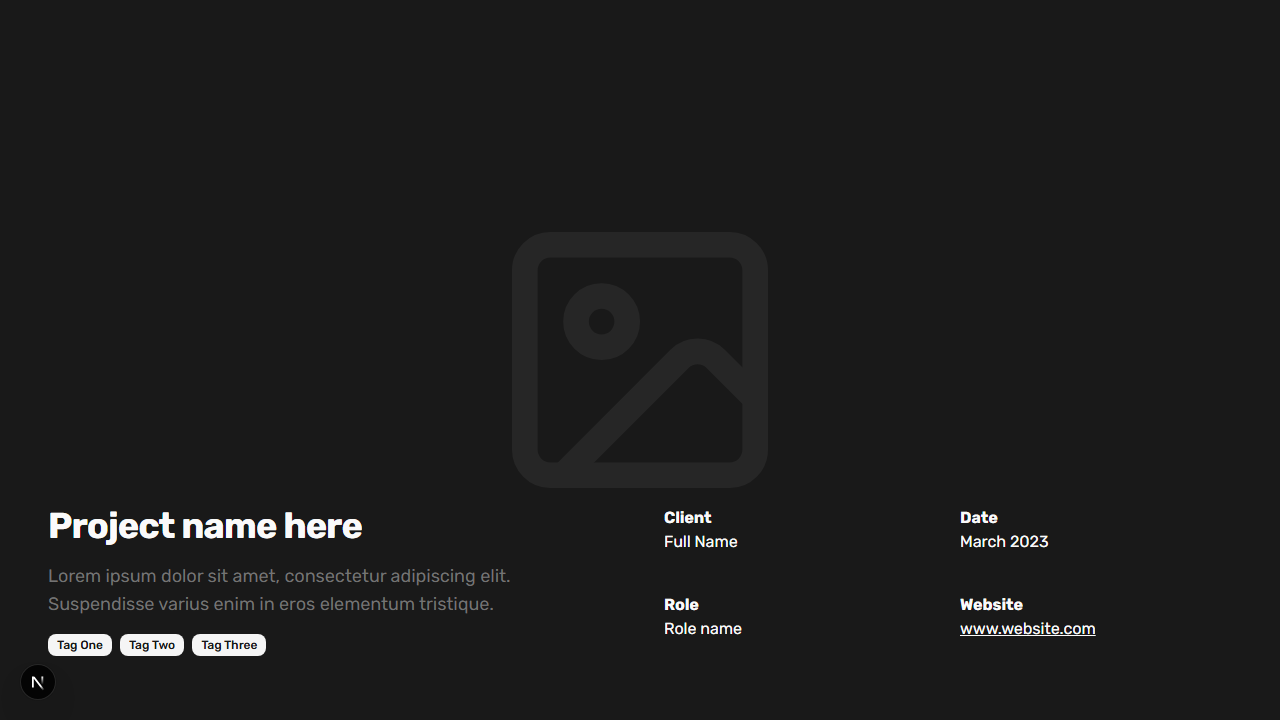 Project name here
Lorem ipsum dolor sit amet, consectetur adipiscing elit.
Suspendisse varius enim in eros elementum tristique.
Tag One Tag Two Tag Three
Client
Full Name
Date
March 2023
Role
Role name
Website
www.website.com
N